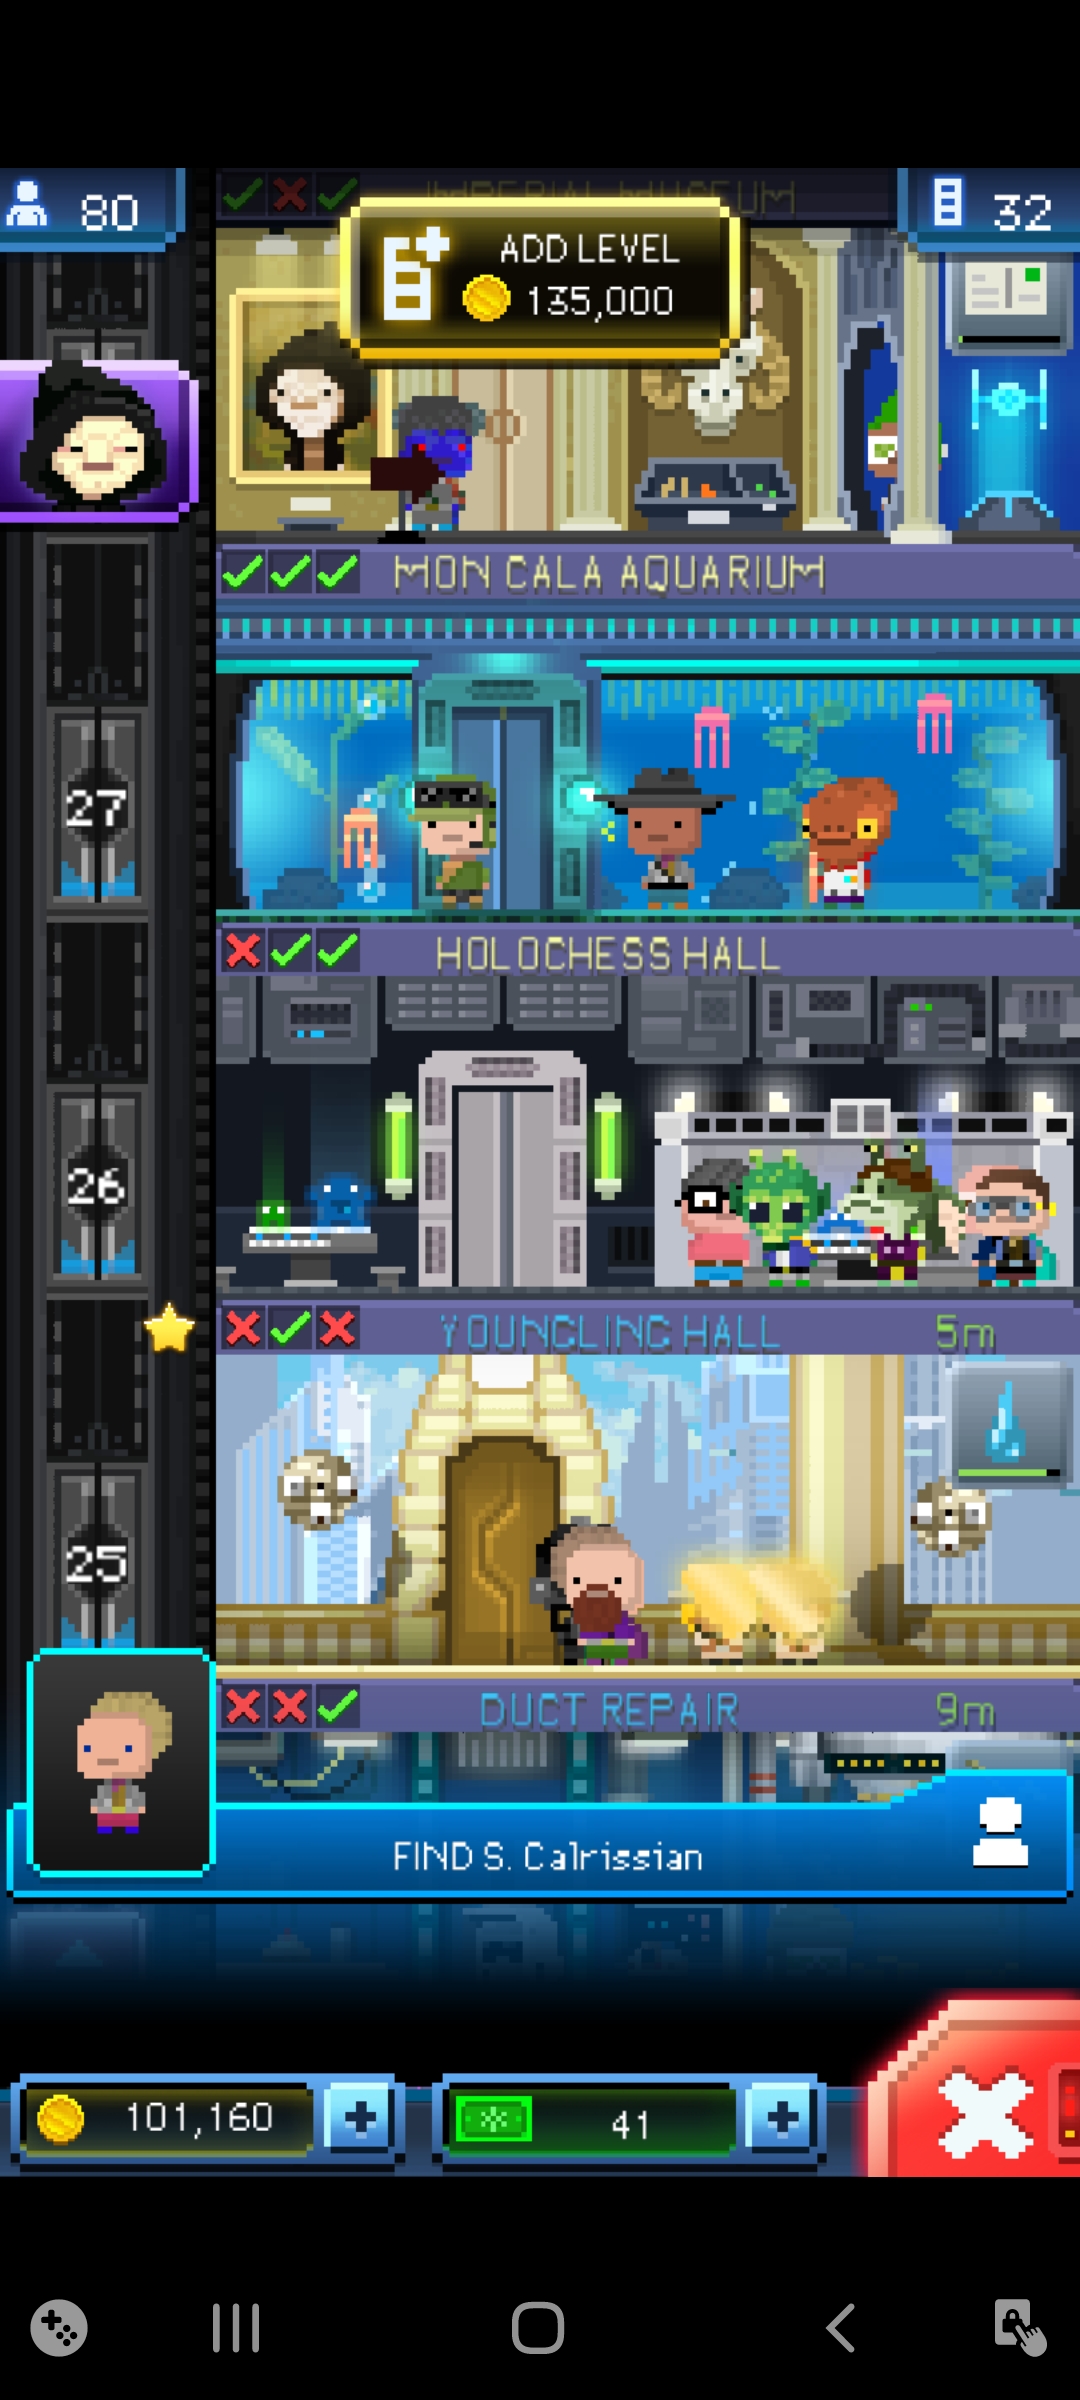 80
IMPERIAL MUSEUM
32
ADD LEVEL
135,000
MON CALA AQUARIUM
27
HOLOCHESS HALL
26
YOUNGLING HALL 5m
25
DUCT REPAIR 9m
FIND S. Calrissian
101,160
41